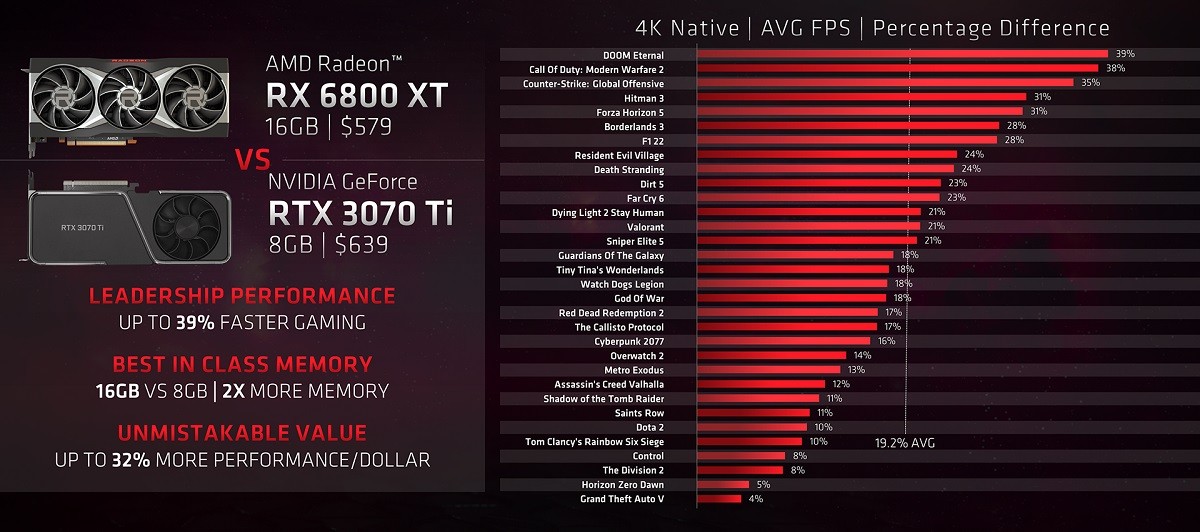 AMD Radeon™
RX 6800 XT
16GB | $579
VS
NVIDIA GeForce
RTX 3070 Ti
8GB | $639
RADEON
AMD
RTX 3070 Ti
LEADERSHIP PERFORMANCE
UP TO 39% FASTER GAMING
BEST IN CLASS MEMORY
16GB VS 8GB | 2X MORE MEMORY
UNMISTAKABLE VALUE
UP TO 32% MORE PERFORMANCE/DOLLAR
4K Native | AVG FPS | Percentage Difference
DOOM Eternal 39%
Call Of Duty: Modern Warfare 2 38%
Counter-Strike: Global Offensive 35%
Hitman 3 31%
Forza Horizon 5 31%
Borderlands 3 28%
F1 22 28%
Resident Evil Village 24%
Death Stranding 24%
Dirt 5 23%
Far Cry 6 23%
Dying Light 2 Stay Human 21%
Valorant 21%
Sniper Elite 5 21%
Guardians Of The Galaxy 18%
Tiny Tina's Wonderlands 18%
Watch Dogs Legion 18%
God Of War 18%
Red Dead Redemption 2 17%
The Callisto Protocol 17%
Cyberpunk 2077 16%
Overwatch 2 14%
Metro Exodus 13%
Assassin's Creed Valhalla 12%
Shadow of the Tomb Raider 11%
Saints Row 11%
Dota 2 10%
Tom Clancy's Rainbow Six Siege 10%
19.2% AVG
Control 8%
The Division 2 8%
Horizon Zero Dawn 5%
Grand Theft Auto V 4%